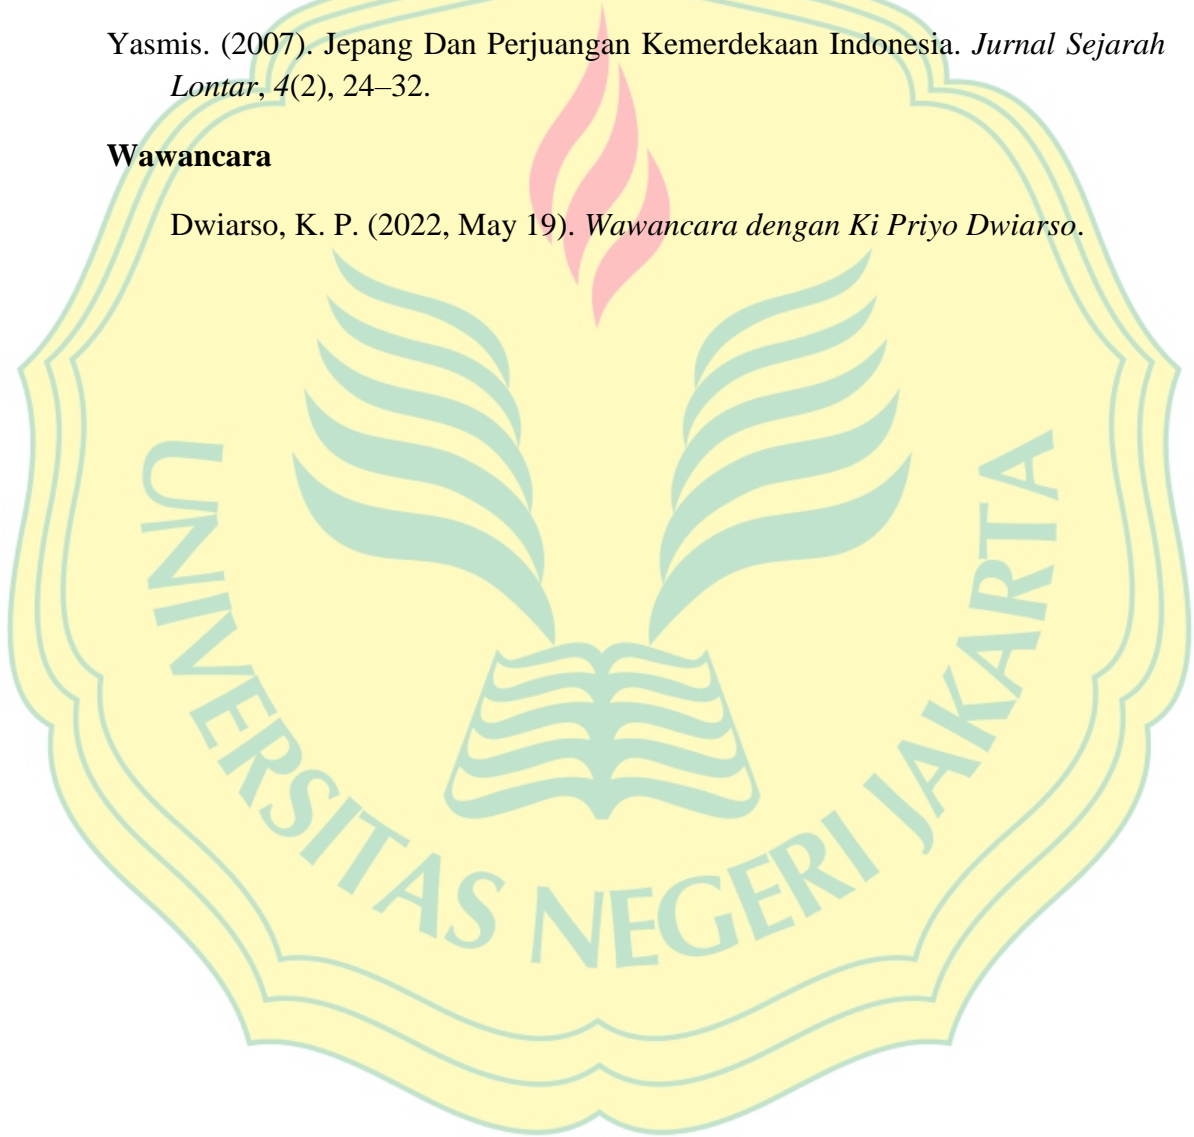 Yasmis. (2007). Jepang Dan Perjuangan Kemerdekaan Indonesia. Jurnal Sejarah
Lontar, 4(2), 24–32.
Wawancara
Dwiarso, K. P. (2022, May 19). Wawancara dengan Ki Priyo Dwiarso.
UNIVERSITAS NEGERI JAKARTA